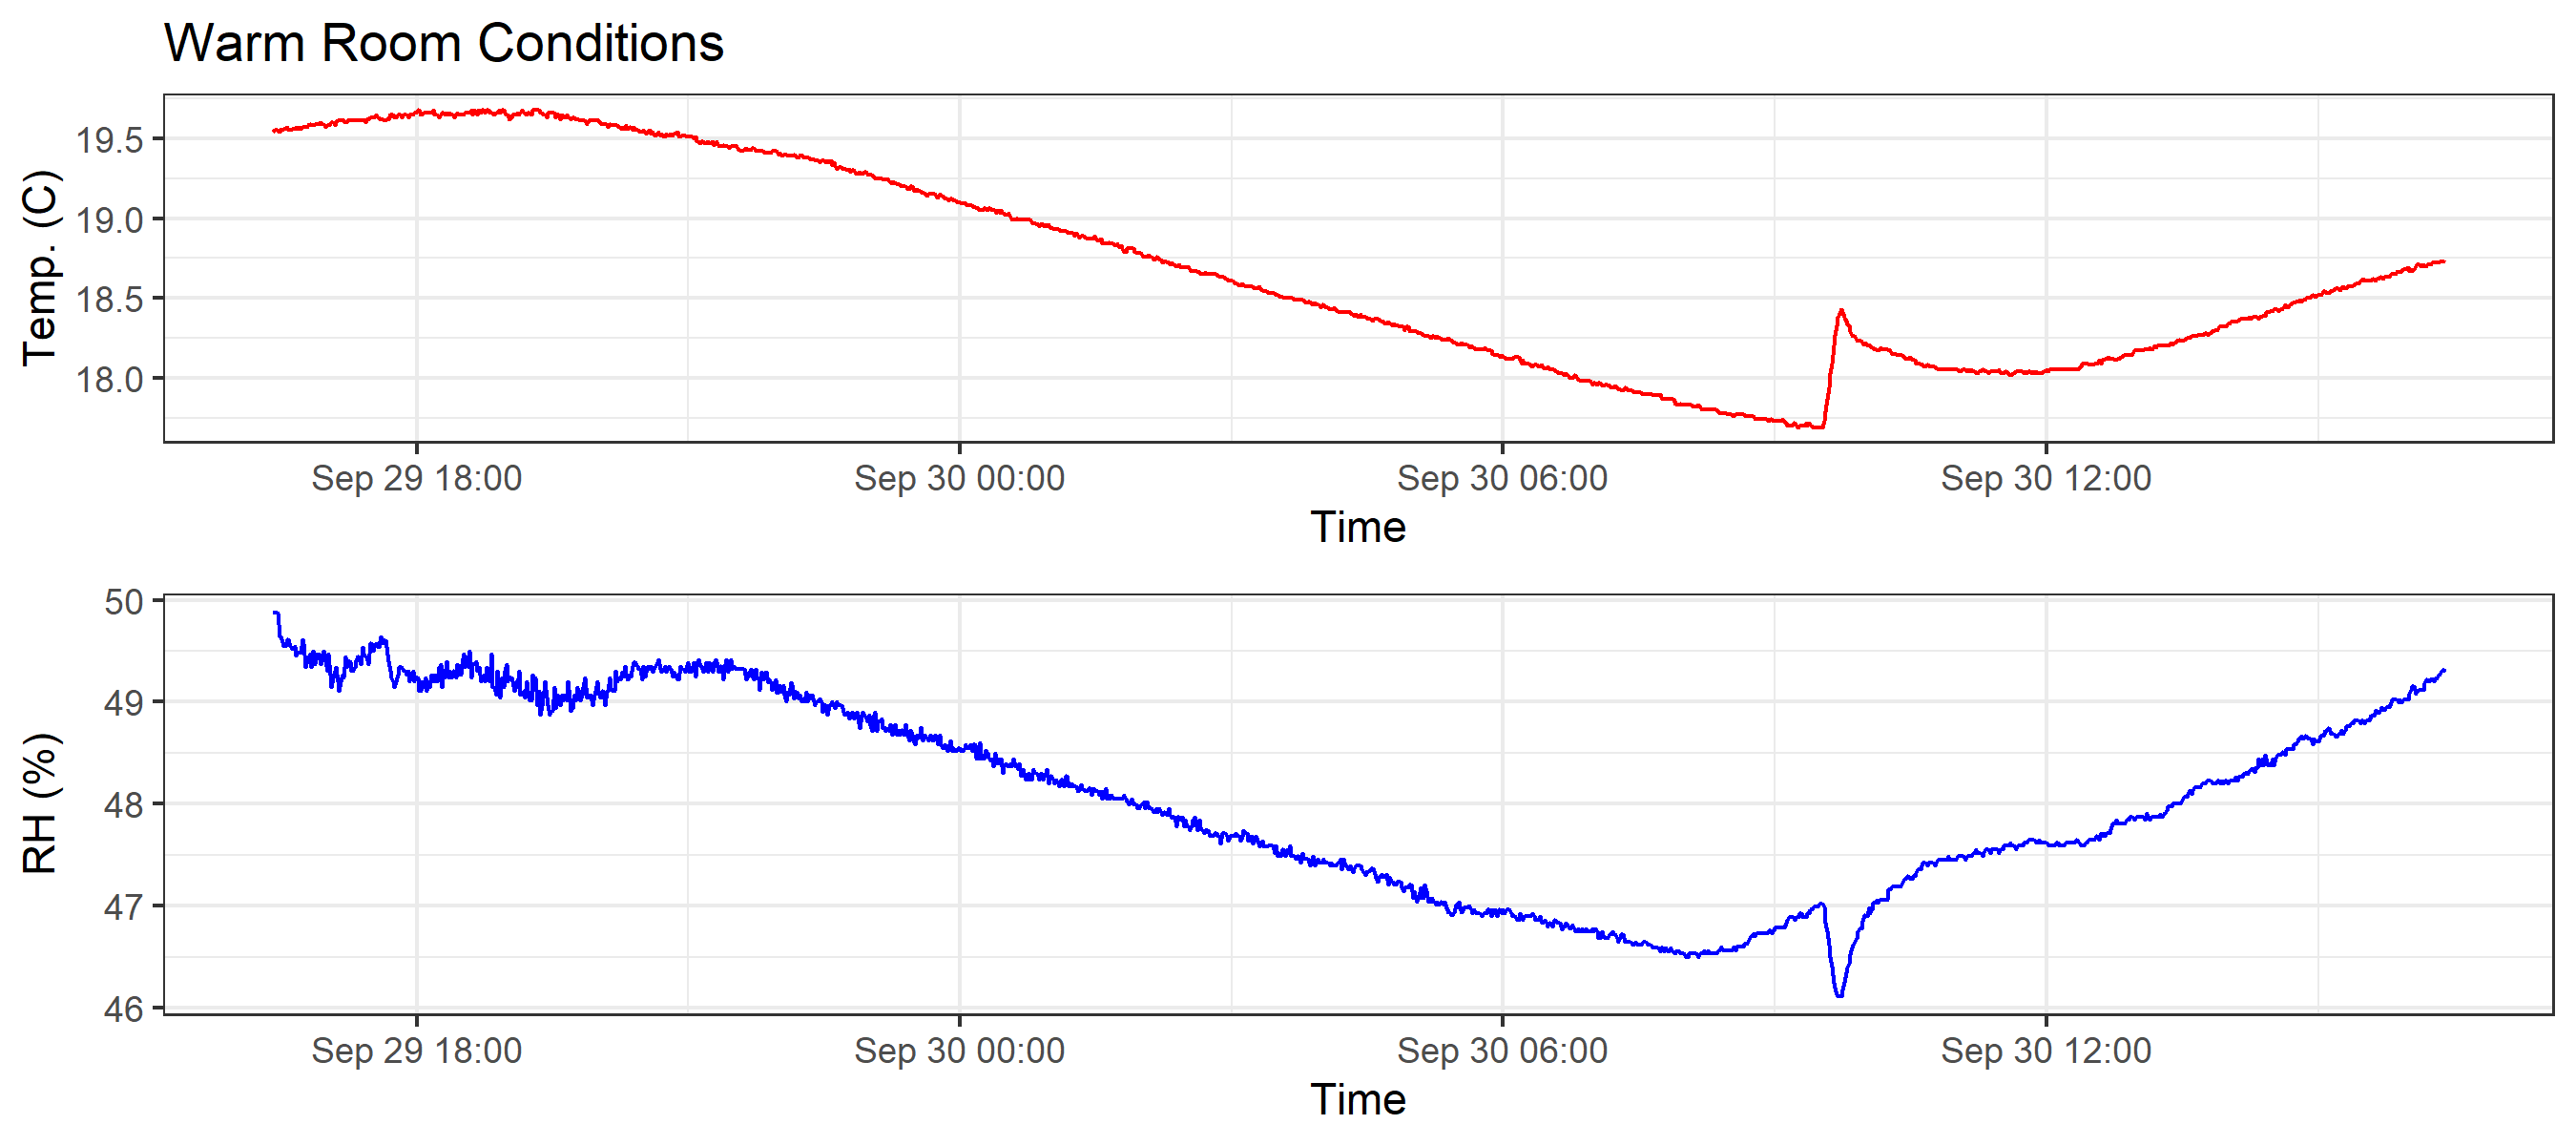 Warm Room Conditions
Temp. (C)
19.5
19.0
18.5
18.0
Sep 29 18:00 Sep 30 00:00 Sep 30 06:00 Sep 30 12:00
Time
RH (%)
50
49
48
47
46
Sep 29 18:00 Sep 30 00:00 Sep 30 06:00 Sep 30 12:00
Time